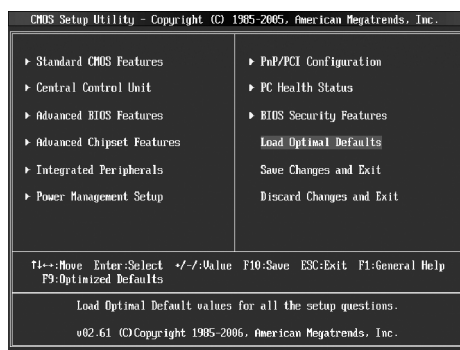 CMOS Setup Utility - Copyright (C) 1985-2005, American Megatrends, Inc.
▶ Standard CMOS Features
▶ Central Control Unit
▶ Advanced BIOS Features
▶ Advanced Chipset Features
▶ Integrated Peripherals
▶ Power Management Setup
▶ PnP/PCI Configuration
▶ PC Health Status
▶ BIOS Security Features
Load Optimal Defaults
Save Changes and Exit
Discard Changes and Exit
↑↓↔:Move Enter:Select +/-/:Value F10:Save ESC:Exit F1:General Help
F9:Optimized Defaults
Load Optimal Default values for all the setup questions.
v02.61 (C)Copyright 1985-2006, American Megatrends, Inc.